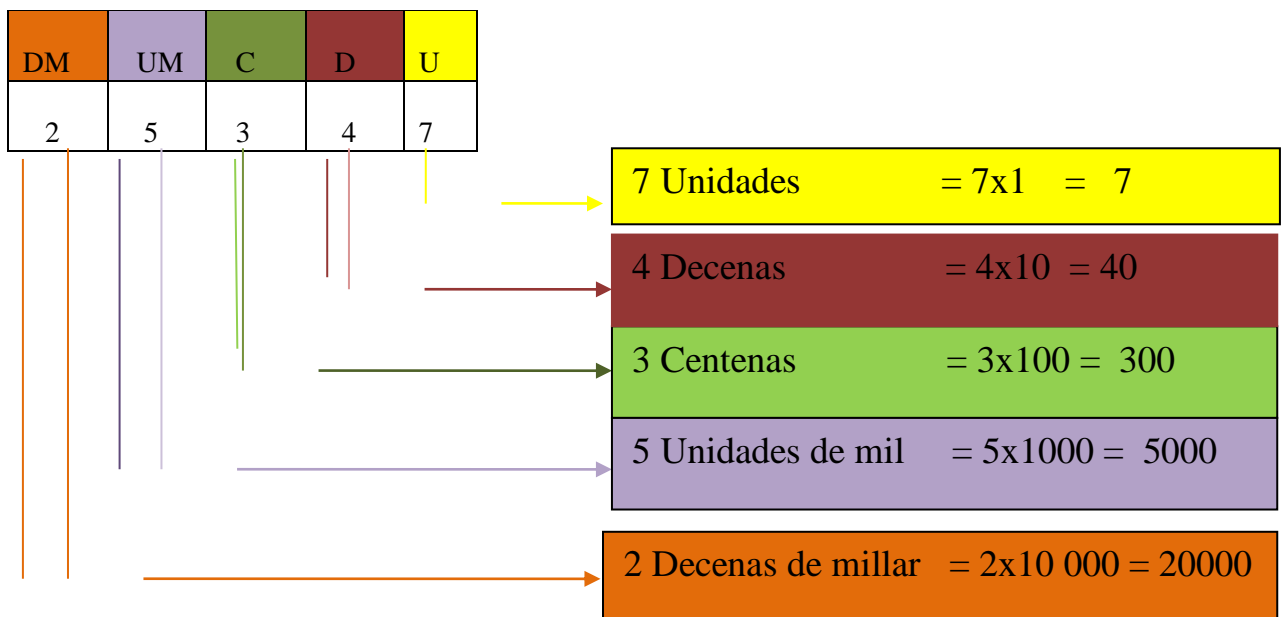 DM UM C D U
2 5 3 4 7
7 Unidades = 7x1 = 7
4 Decenas = 4x10 = 40
3 Centenas = 3x100 = 300
5 Unidades de mil = 5x1000 = 5000
2 Decenas de millar = 2x10 000 = 20000